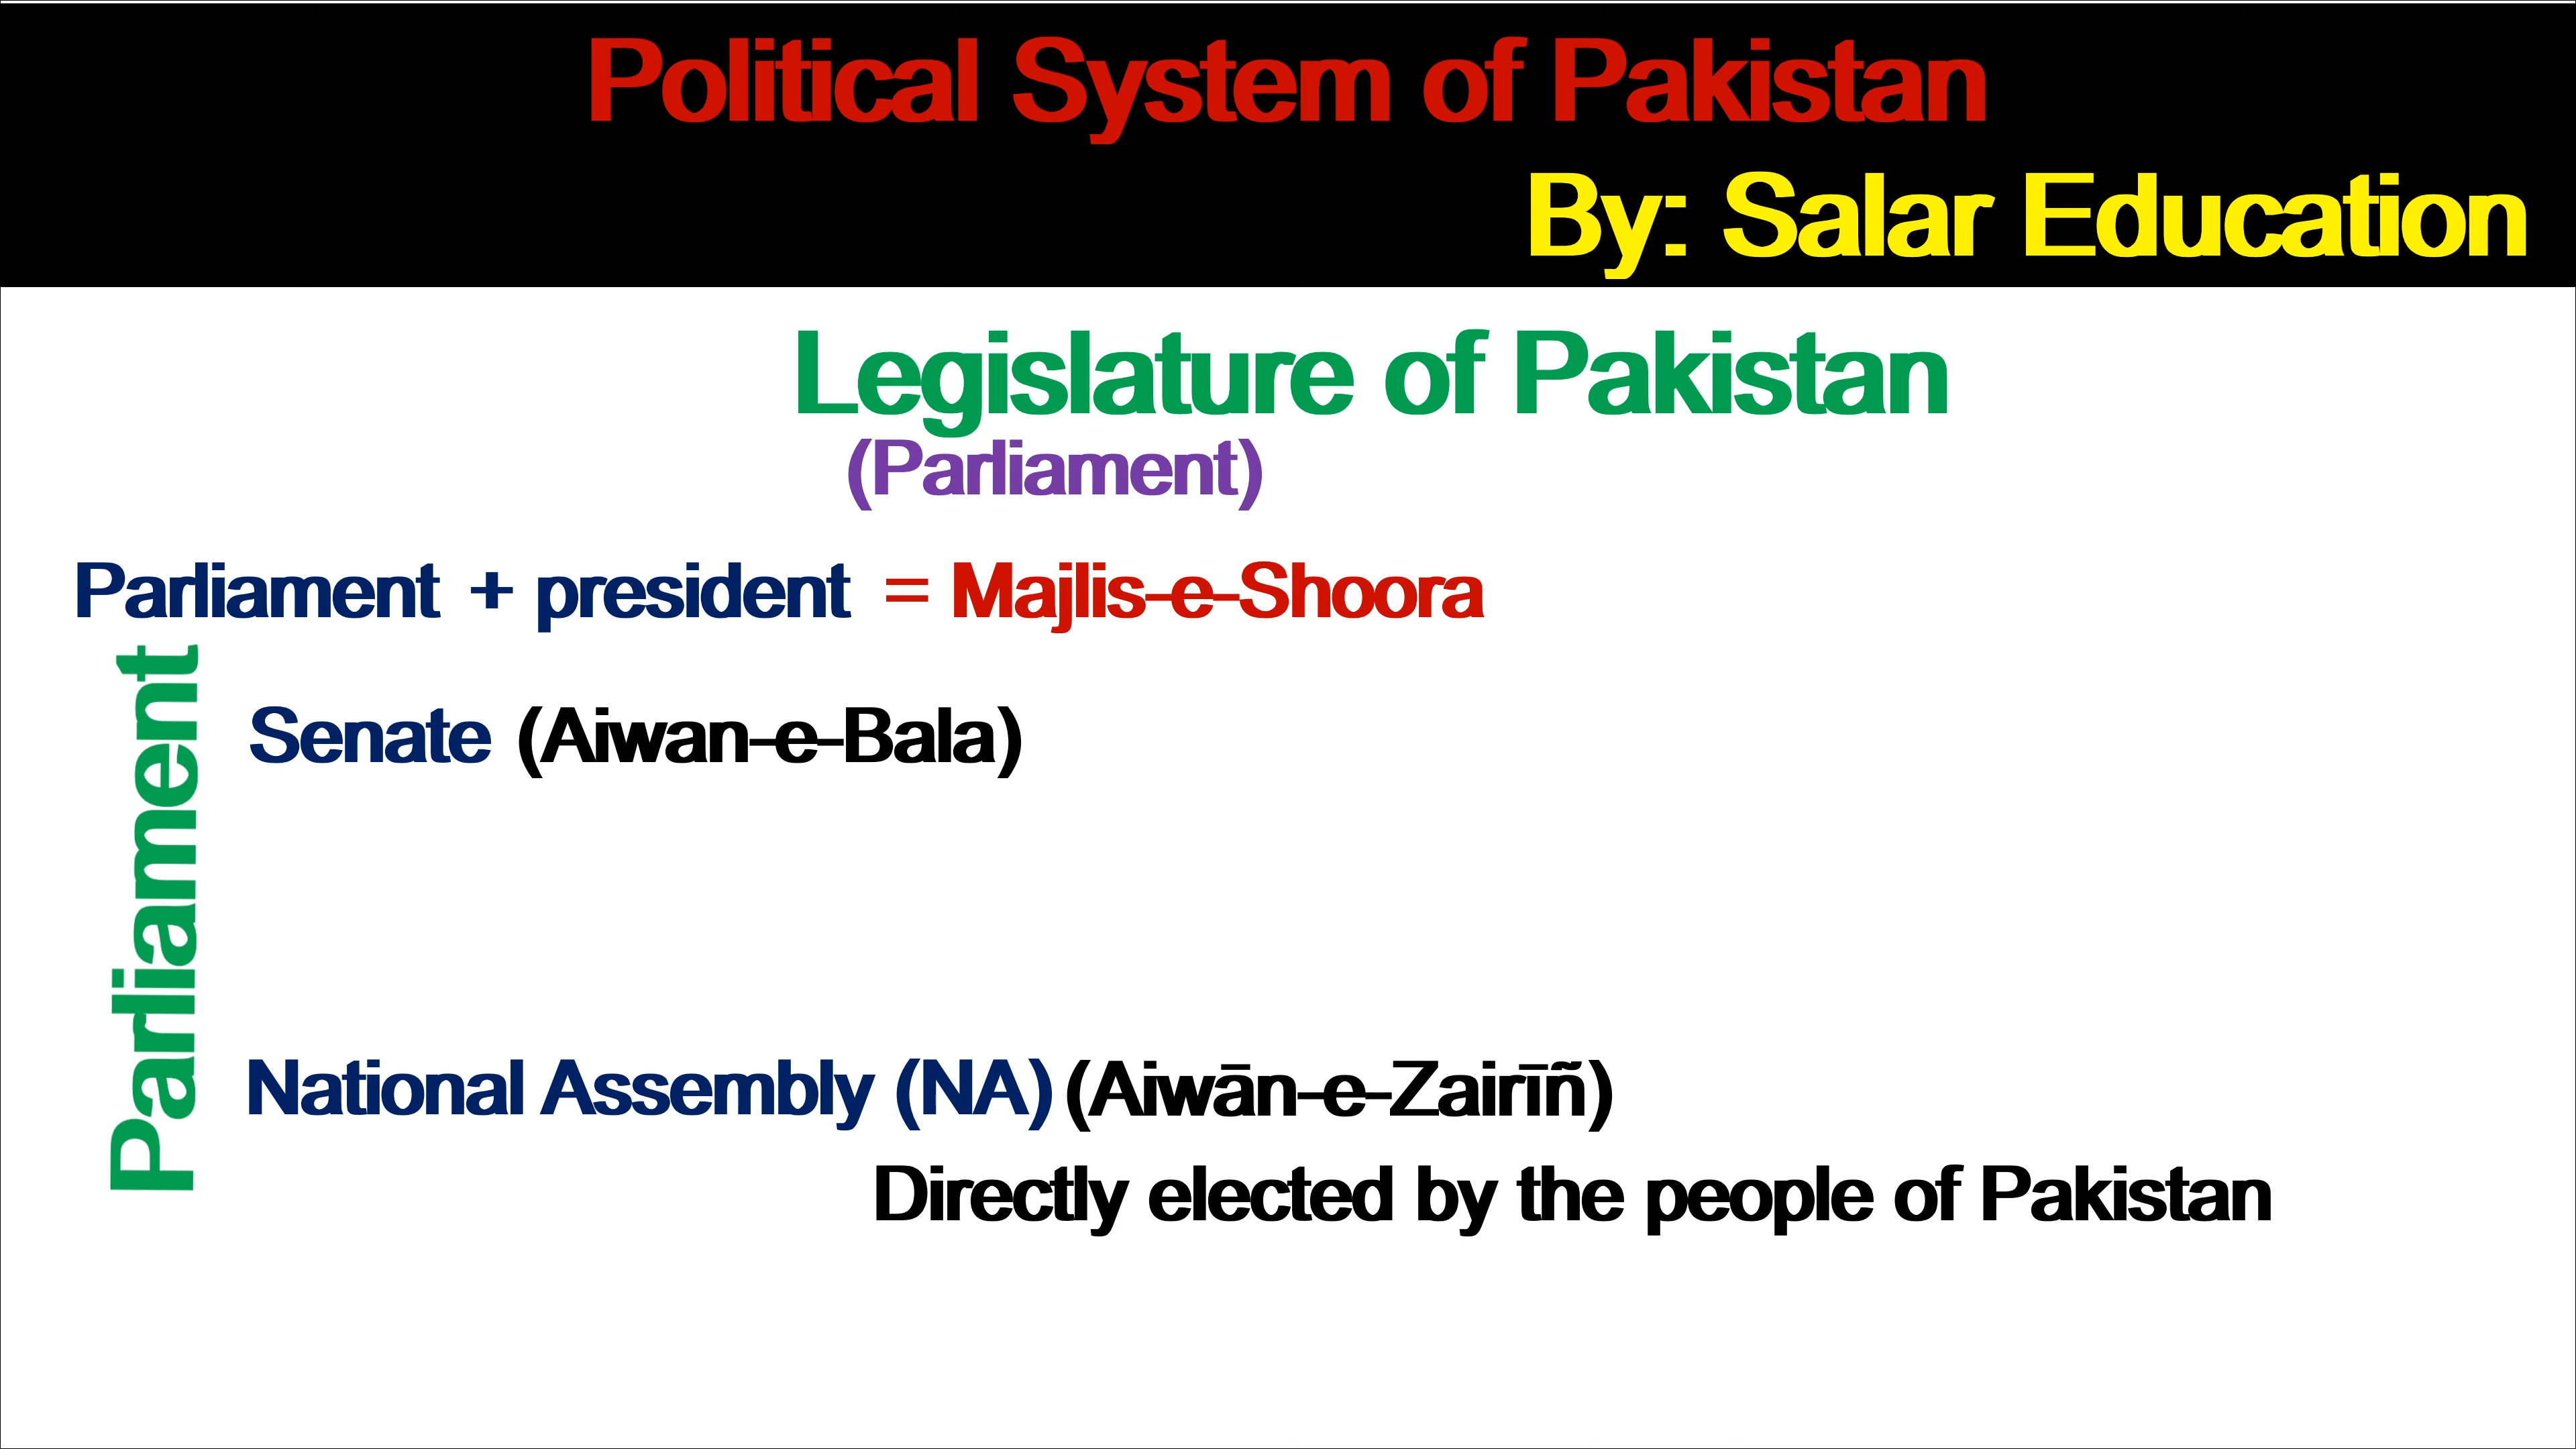 Political System of Pakistan
By: Salar Education
Legislature of Pakistan
(Parliament)
Parliament + president = Majlis-e-Shoora
Parliament
Senate (Aiwan-e-Bala)
National Assembly (NA) (Aiwān-e-Zairīñ)
Directly elected by the people of Pakistan